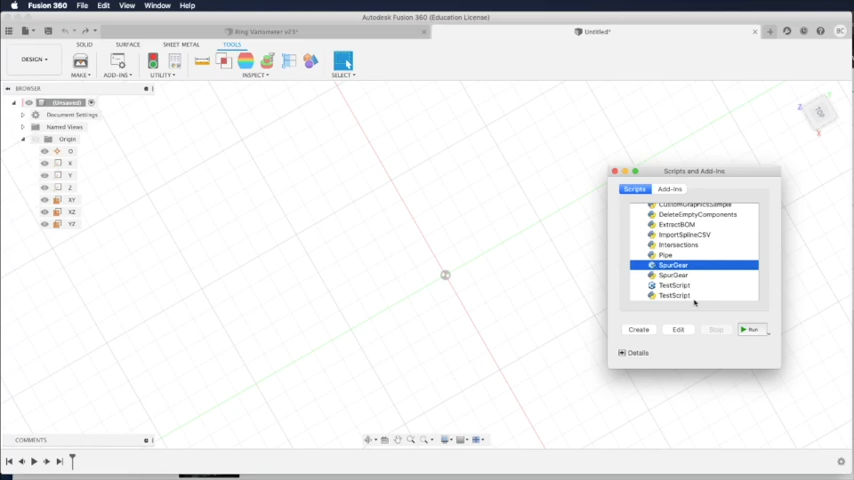 Fusion 360 File Edit View Window Help
Autodesk Fusion 360 (Education License)
Ring Variometer v23*
Untitled*
BC
SOLID SURFACE SHEET METAL TOOLS
DESIGN
MAKE ADD-INS UTILITY INSPECT SELECT
BROWSER
(Unsaved)
Document Settings
Named Views
Origin
O
X
Y
Z
XY
XZ
YZ
TOP
Z
Y
X
Scripts and Add-Ins
Scripts Add-Ins
CustomGraphicsSample
DeleteEmptyComponents
ExtractBOM
ImportSplineCSV
Intersections
Pipe
SpurGear
SpurGear
TestScript
TestScript
Create Edit Stop Run
Details
COMMENTS